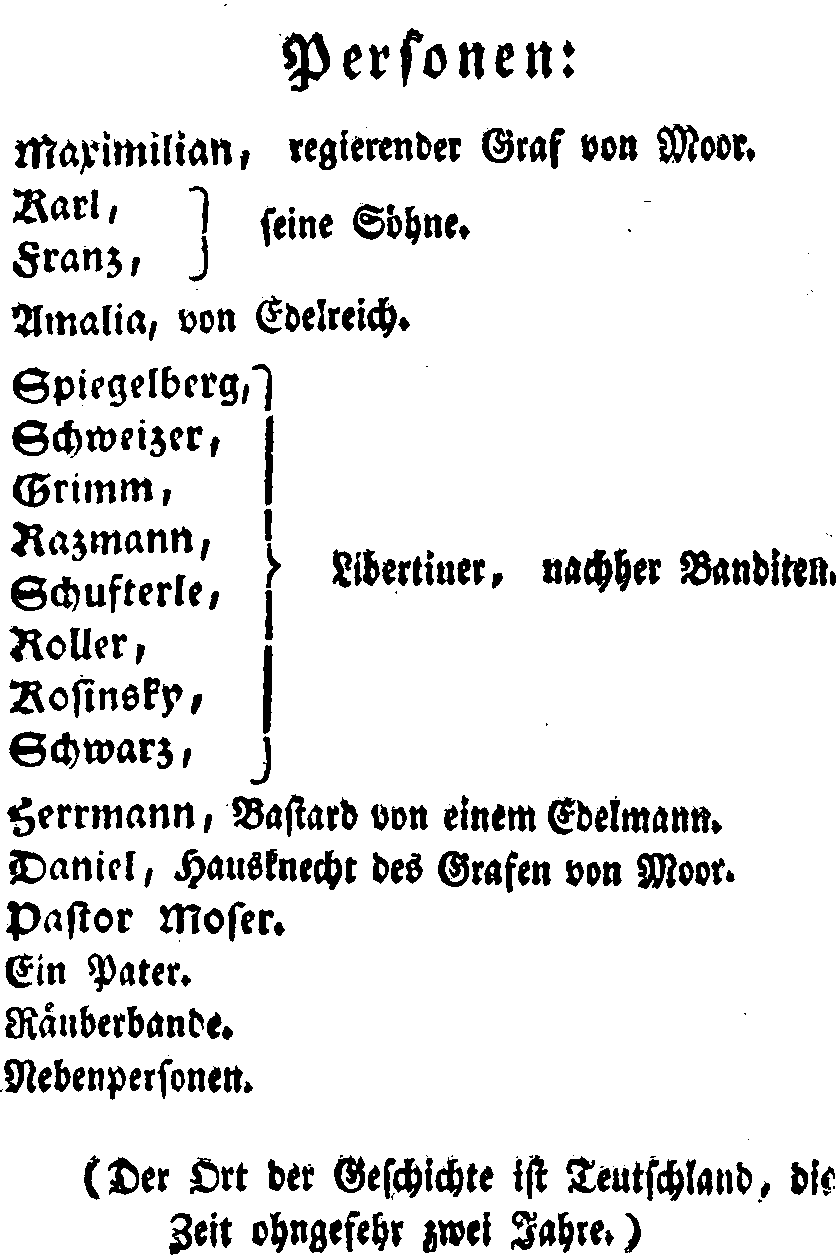 Personen:
Maximilian, regierender Graf von Moor.
Karl,
Franz,
seine Söhne.
Amalia, von Edelreich.
Spiegelberg,
Schweizer,
Grimm,
Razmann,
Schufterle,
Roller,
Kosinsky,
Schwarz,
Libertiner, nachher Banditen.
Herrmann, Bastard von einem Edelmann.
Daniel, Hausknecht des Grafen von Moor.
Pastor Moser.
Ein Pater.
Räuberbande.
Nebenpersonen.
(Der Ort der Geschichte ist Teutschland, die
Zeit ohngefehr zwei Jahre.)